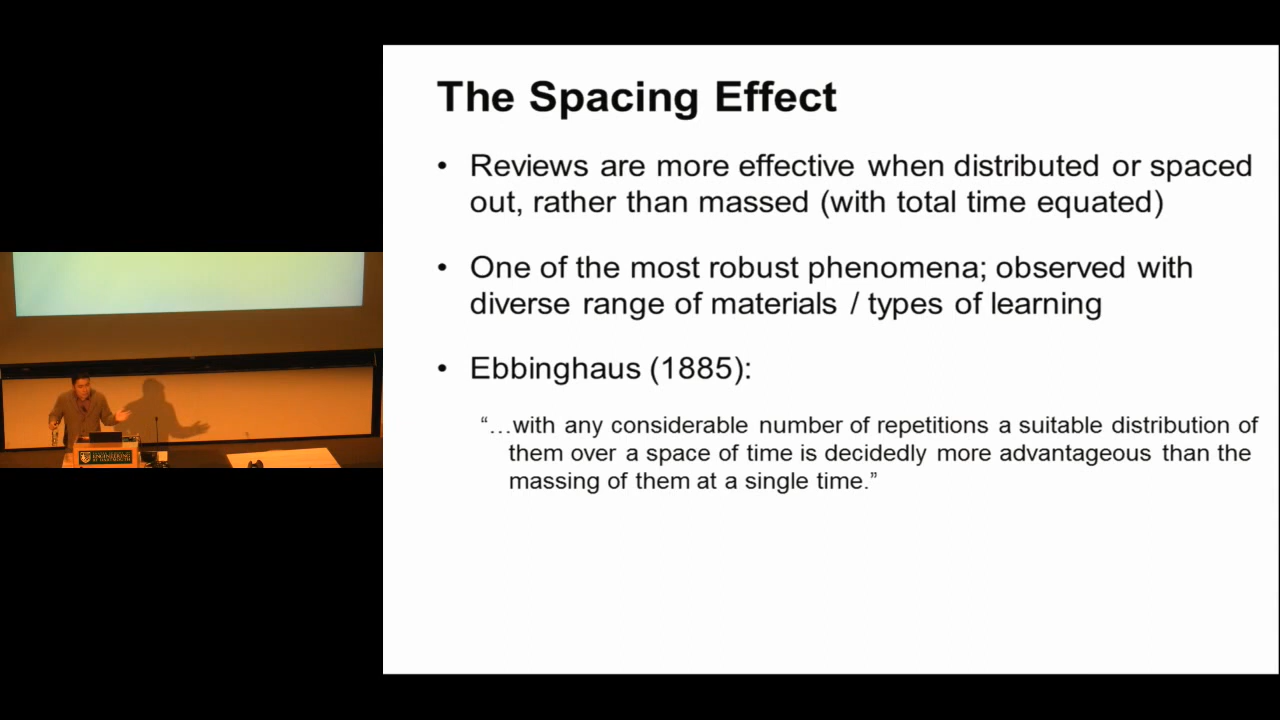 The Spacing Effect
• Reviews are more effective when distributed or spaced
out, rather than massed (with total time equated)
• One of the most robust phenomena; observed with
diverse range of materials / types of learning
• Ebbinghaus (1885):
“…with any considerable number of repetitions a suitable distribution of
them over a space of time is decidedly more advantageous than the
massing of them at a single time.”
ENGINEERING
AT DARTMOUTH